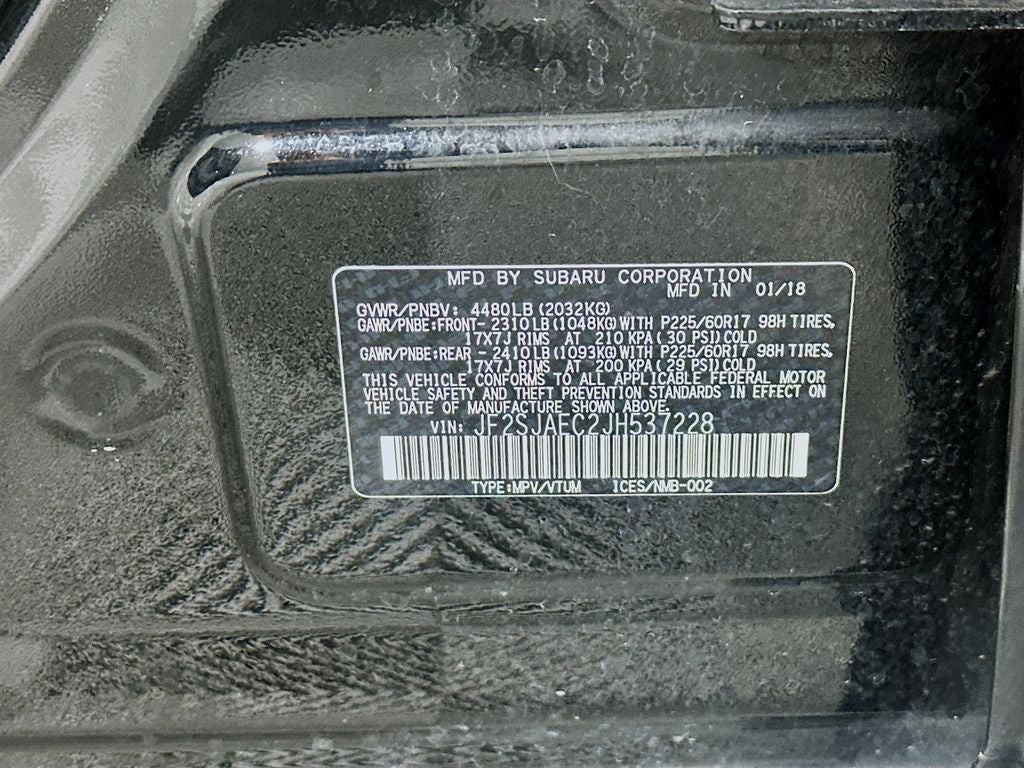 MFD BY SUBARU CORPORATION
MFD IN 01/18
GVWR/PNBV: 4480LB (2032KG)
GAWR/PNBE:FRONT- 2310LB (1048KG) WITH P225/60R17 98H TIRES,
17X7J RIMS AT 210 KPA ( 30 PSI) COLD
GAWR/PNBE:REAR - 2410LB (1093KG) WITH P225/60R17 98H TIRES,
17X7J RIMS AT 200 KPA ( 29 PSI) COLD
THIS VEHICLE CONFORMS TO ALL APPLICABLE FEDERAL MOTOR
VEHICLE SAFETY AND THEFT PREVENTION STANDARDS IN EFFECT ON
THE DATE OF MANUFACTURE SHOWN ABOVE.
VIN: JF2SJAEC2JH537228
TYPE:MPV/VTUM ICES/NMB-002